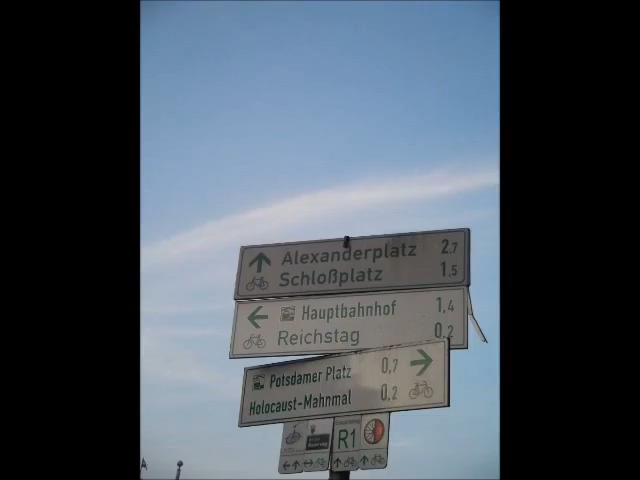 Alexanderplatz 2,7
Schloßplatz 1,5
Hauptbahnhof 1,4
Reichstag 0,2
Potsdamer Platz 0,7
Holocaust-Mahnmal 0,2
R1